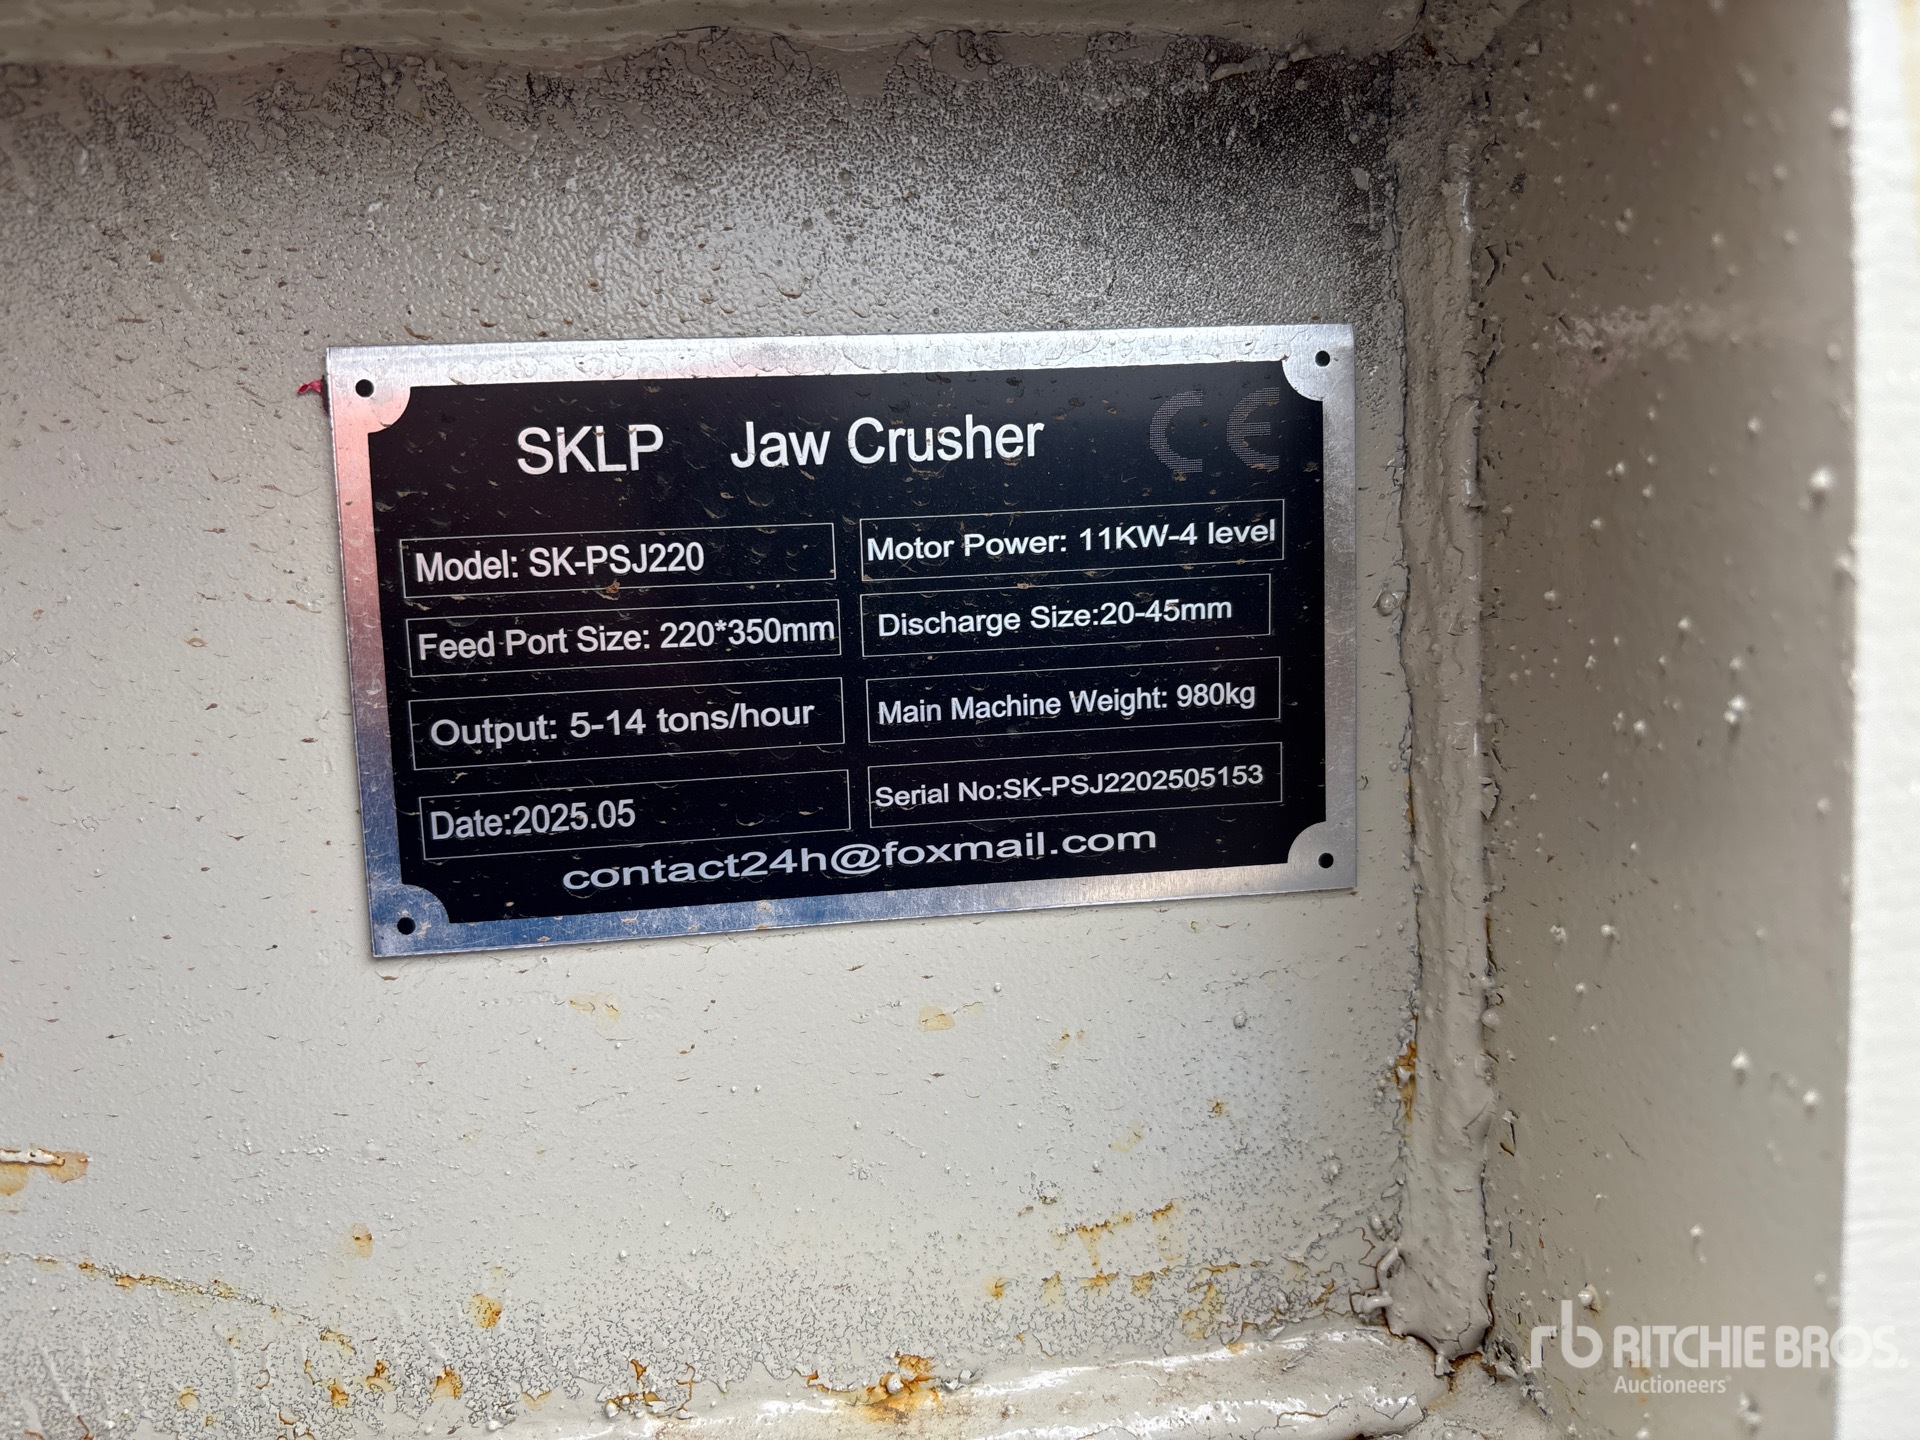 SKLP Jaw Crusher CE
Model: SK-PSJ220
Motor Power: 11KW-4 level
Feed Port Size: 220*350mm
Discharge Size:20-45mm
Output: 5-14 tons/hour
Main Machine Weight: 980kg
Date:2025.05
Serial No:SK-PSJ2202505153
contact24h@foxmail.com
rb RITCHIE BROS.
Auctioneers